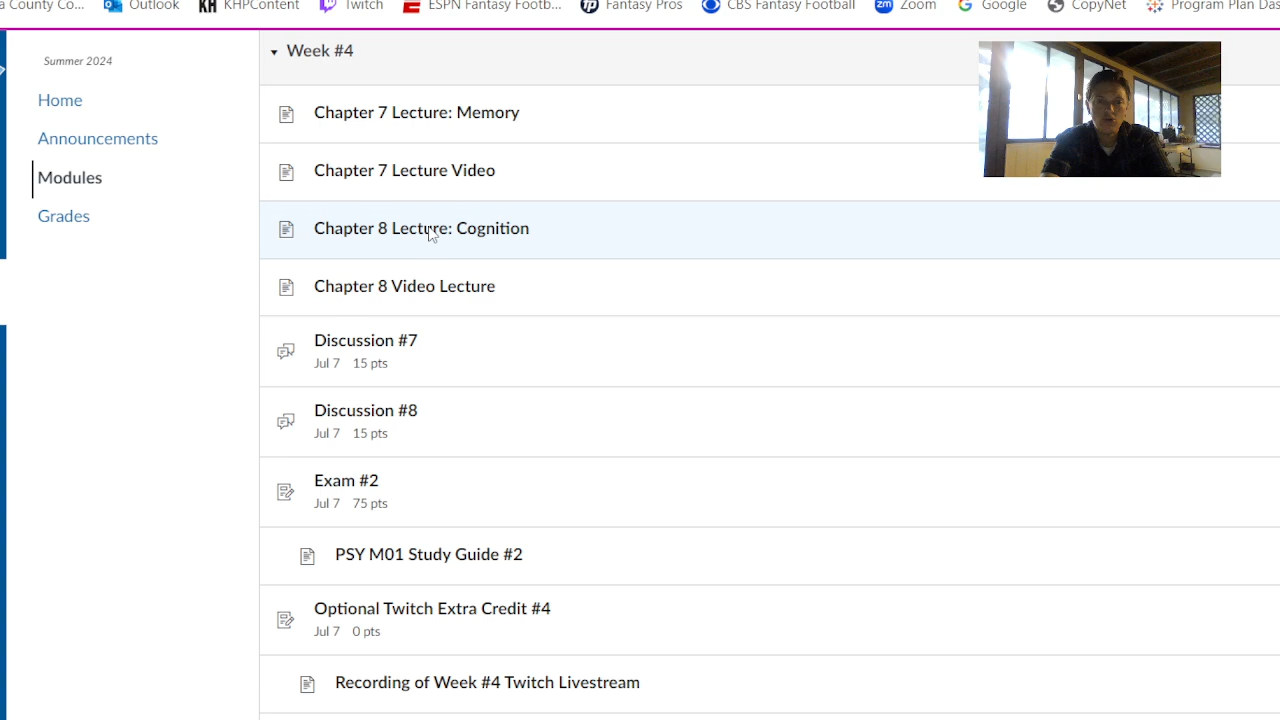 a County Co...
Outlook
KHPContent
Twitch
ESPN Fantasy Footb...
Fantasy Pros
CBS Fantasy Football
Zoom
Google
CopyNet
Program Plan Das
Summer 2024
Home
Announcements
Modules
Grades
Week #4
Chapter 7 Lecture: Memory
Chapter 7 Lecture Video
Chapter 8 Lecture: Cognition
Chapter 8 Video Lecture
Discussion #7
Jul 7 15 pts
Discussion #8
Jul 7 15 pts
Exam #2
Jul 7 75 pts
PSY M01 Study Guide #2
Optional Twitch Extra Credit #4
Jul 7 0 pts
Recording of Week #4 Twitch Livestream